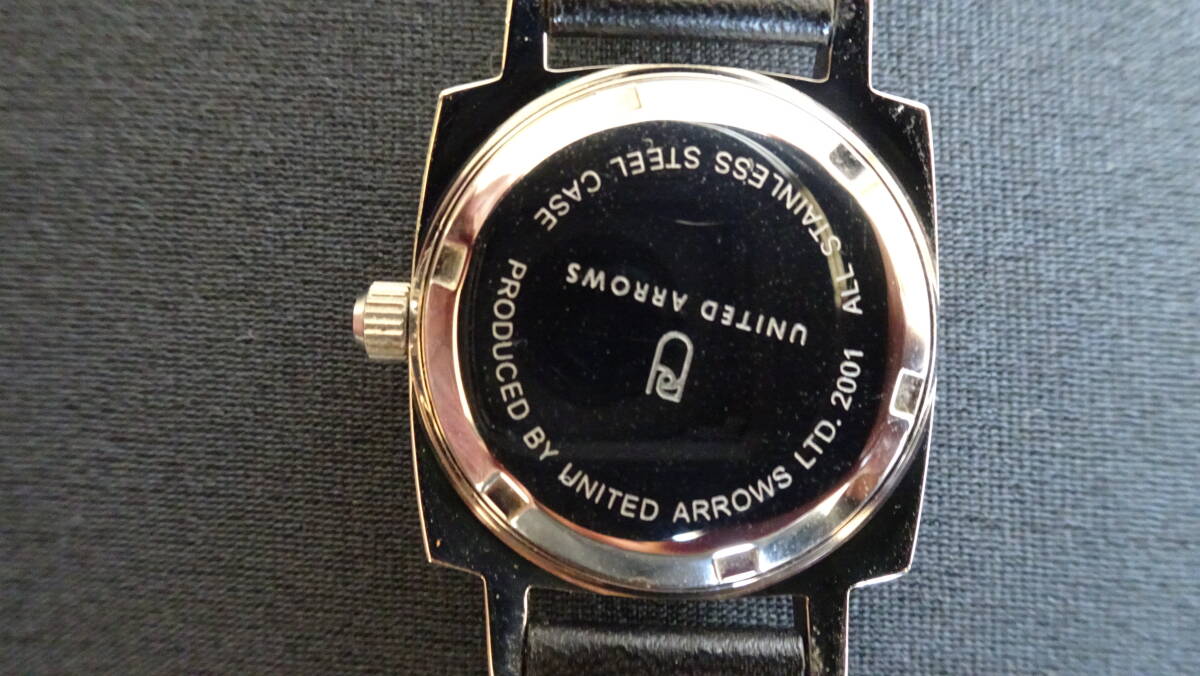 UNITED ARROWS
PRODUCED BY UNITED ARROWS LTD. 2001 ALL STAINLESS STEEL CASE